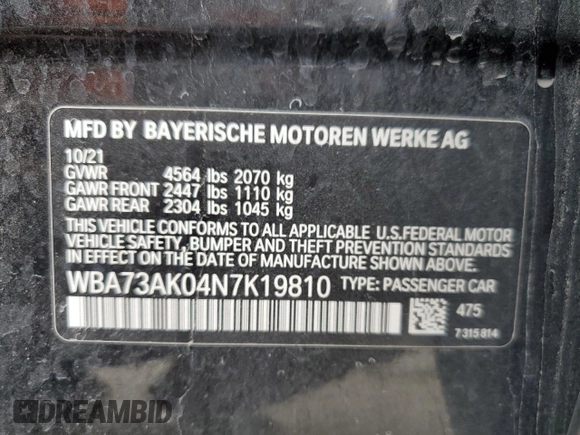 MFD BY BAYERISCHE MOTOREN WERKE AG
10/21
GVWR 4564 lbs 2070 kg
GAWR FRONT 2447 lbs 1110 kg
GAWR REAR 2304 lbs 1045 kg
THIS VEHICLE CONFORMS TO ALL APPLICABLE U.S.FEDERAL MOTOR
VEHICLE SAFETY, BUMPER AND THEFT PREVENTION STANDARDS
IN EFFECT ON THE DATE OF MANUFACTURE SHOWN ABOVE.
WBA73AK04N7K19810 TYPE: PASSENGER CAR
475
7 315 814
DREAMBID